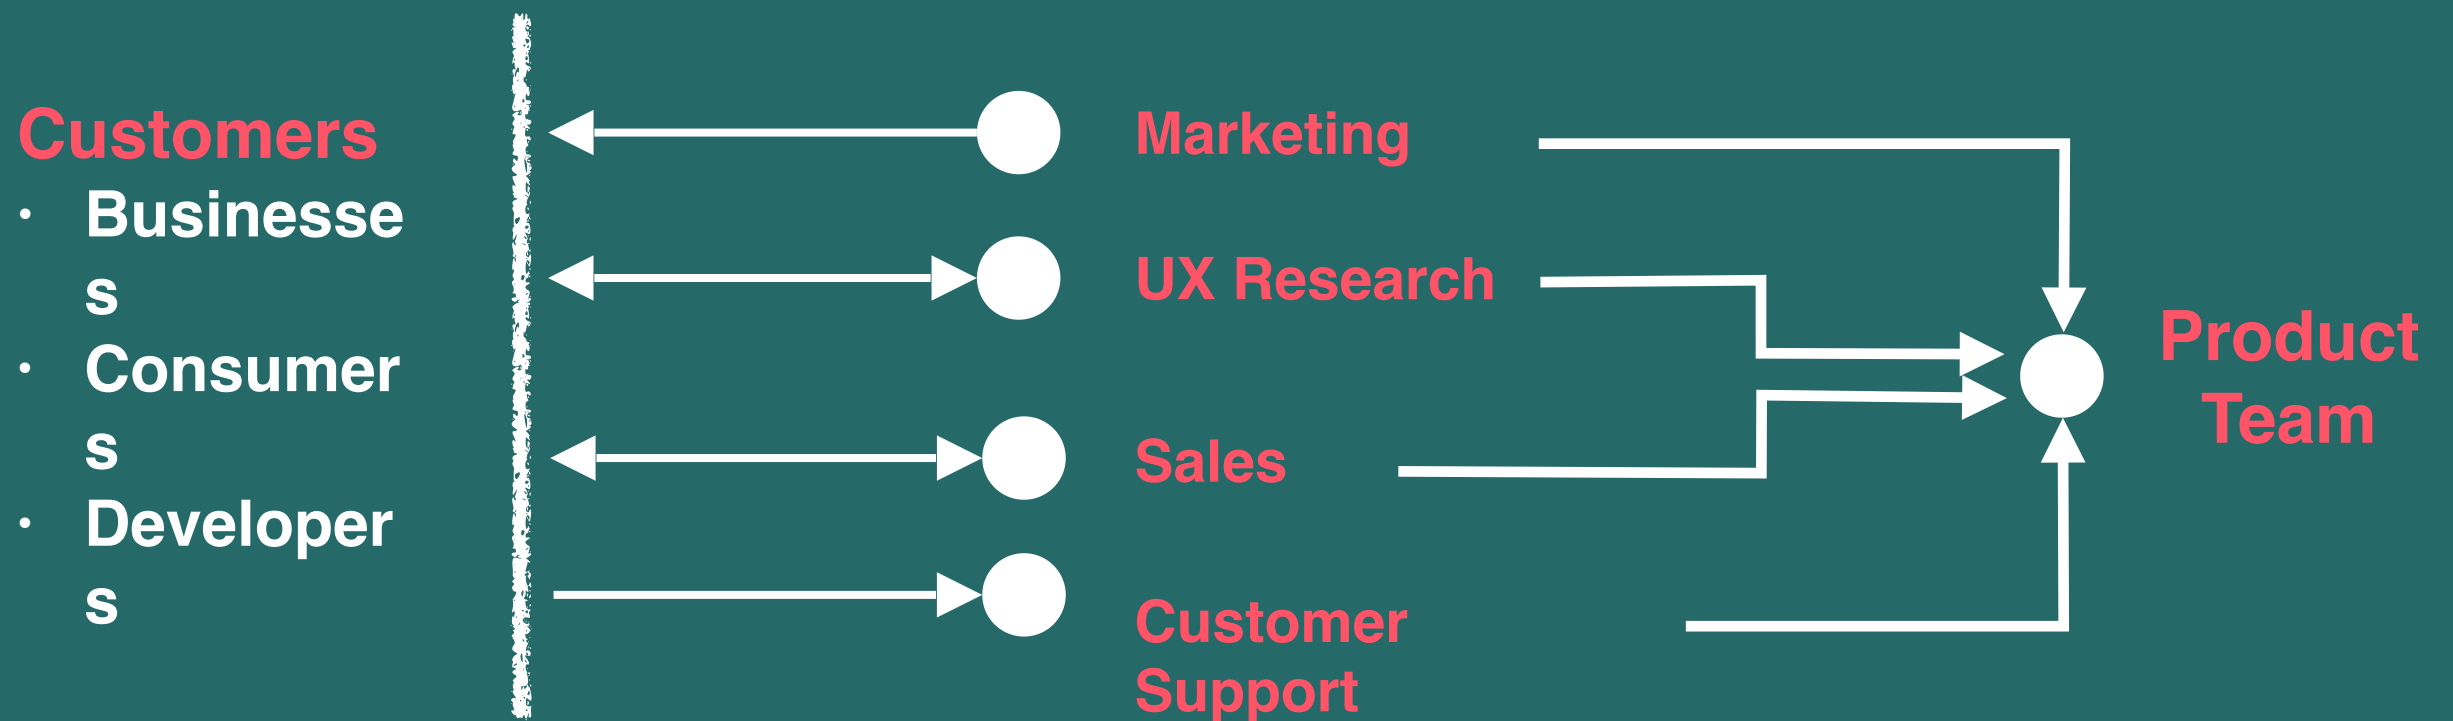 Customers
· Businesse
s
· Consumer
s
· Developer
s
Marketing
UX Research
Sales
Customer
Support
Product
Team